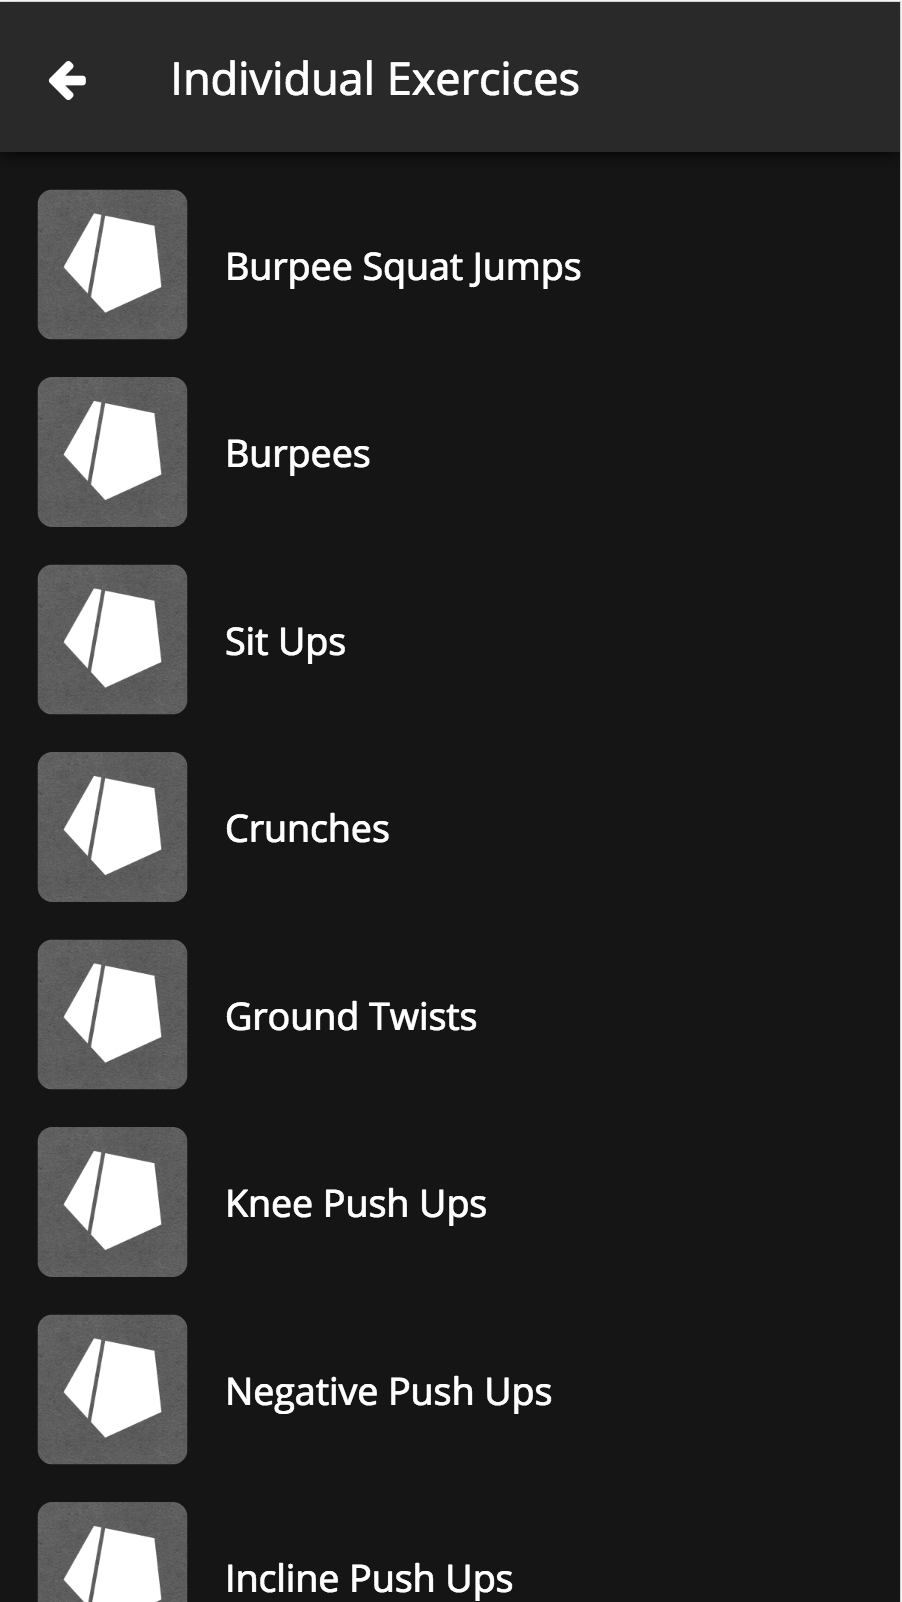 Individual Exercices
Burpee Squat Jumps
Burpees
Sit Ups
Crunches
Ground Twists
Knee Push Ups
Negative Push Ups
Incline Push Ups